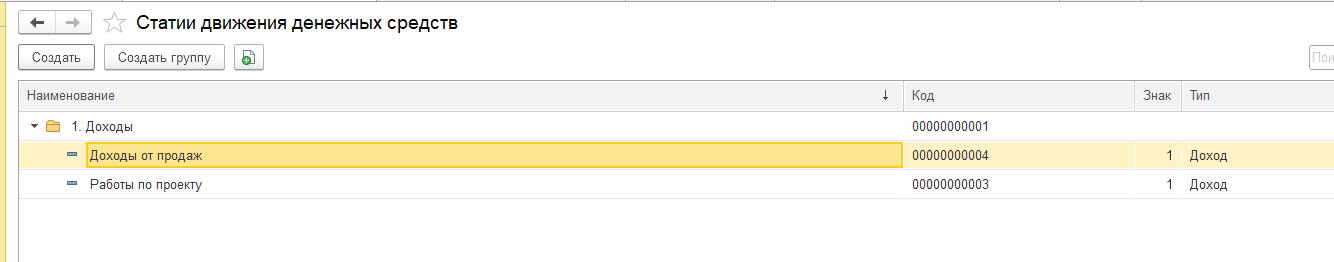 Статии движения денежных средств
Создать Создать группу Пои
Наименование ↓ Код Знак Тип
1. Доходы 00000000001
Доходы от продаж 00000000004 1 Доход
Работы по проекту 00000000003 1 Доход